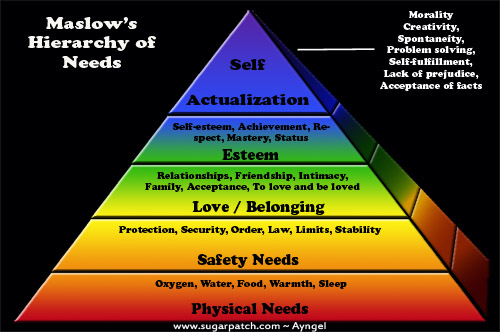 Maslow's
Hierarchy of
Needs
Morality
Creativity,
Spontaneity,
Problem solving,
Self-fulfillment,
Lack of prejudice,
Acceptance of facts
Self
Actualization
Self-esteem, Achievement, Re-
spect, Mastery, Status
Esteem
Relationships, Friendship, Intimacy,
Family, Acceptance, To love and be loved
Love / Belonging
Protection, Security, Order, Law, Limits, Stability
Safety Needs
Oxygen, Water, Food, Warmth, Sleep
Physical Needs
www.sugarpatch.com ~ Ayngel